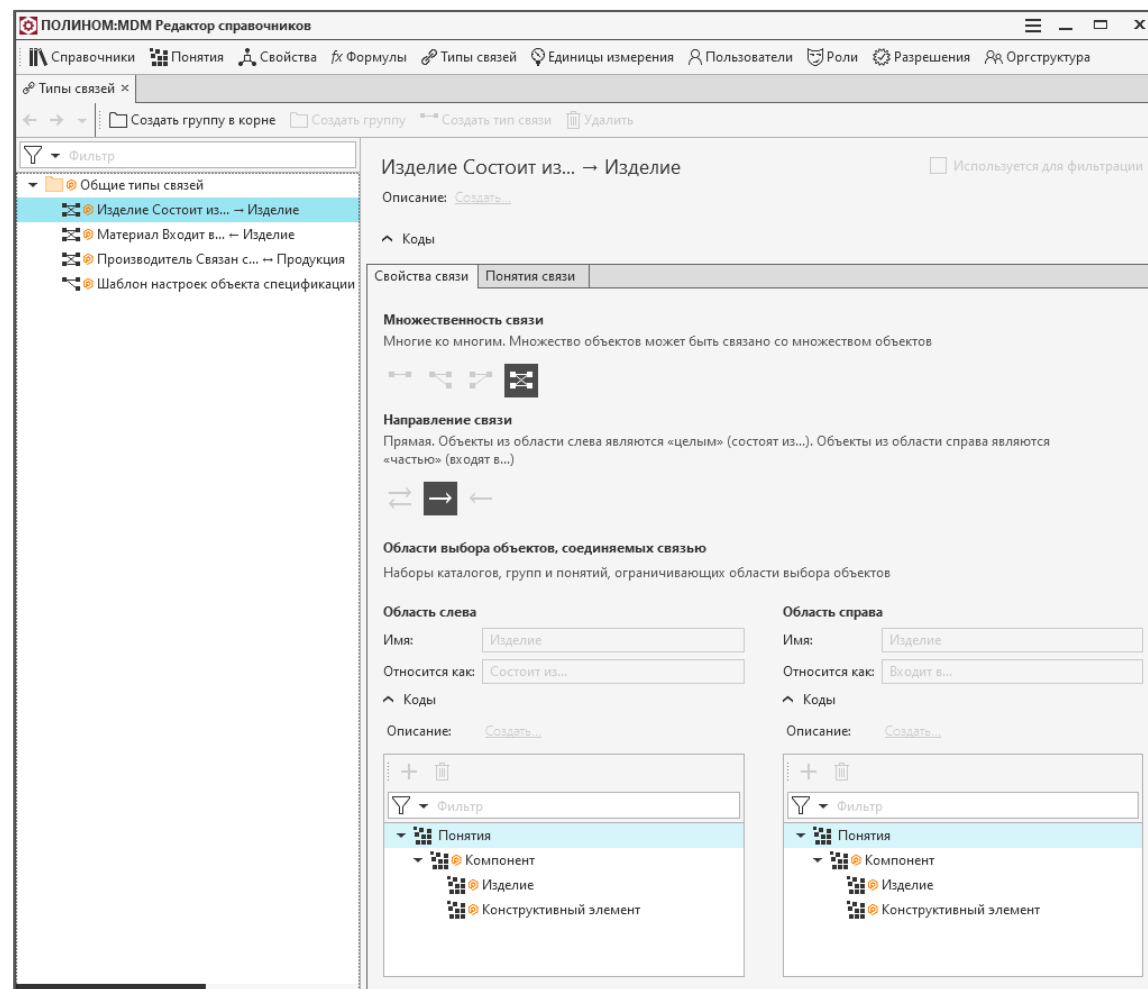 ПОЛИНОМ:MDM Редактор справочников
Справочники Понятия Свойства fx Формулы Типы связей Единицы измерения Пользователи Роли Разрешения Оргструктура
Типы связей ×
Создать группу в корне Создать группу Создать тип связи Удалить
Фильтр
Общие типы связей
Изделие Состоит из... → Изделие
Материал Входит в... ← Изделие
Производитель Связан с... ↔ Продукция
Шаблон настроек объекта спецификации
Изделие Состоит из... → Изделие
Используется для фильтрации
Описание: Создать...
Коды
Свойства связи Понятия связи
Множественность связи
Многие ко многим. Множество объектов может быть связано со множеством объектов
Направление связи
Прямая. Объекты из области слева являются «целым» (состоят из...). Объекты из области справа являются
«частью» (входят в...)
Области выбора объектов, соединяемых связью
Наборы каталогов, групп и понятий, ограничивающих области выбора объектов
Область слева
Имя: Изделие
Относится как: Состоит из...
Коды
Описание: Создать...
Фильтр
Понятия
Компонент
Изделие
Конструктивный элемент
Область справа
Имя: Изделие
Относится как: Входит в...
Коды
Описание: Создать...
Фильтр
Понятия
Компонент
Изделие
Конструктивный элемент